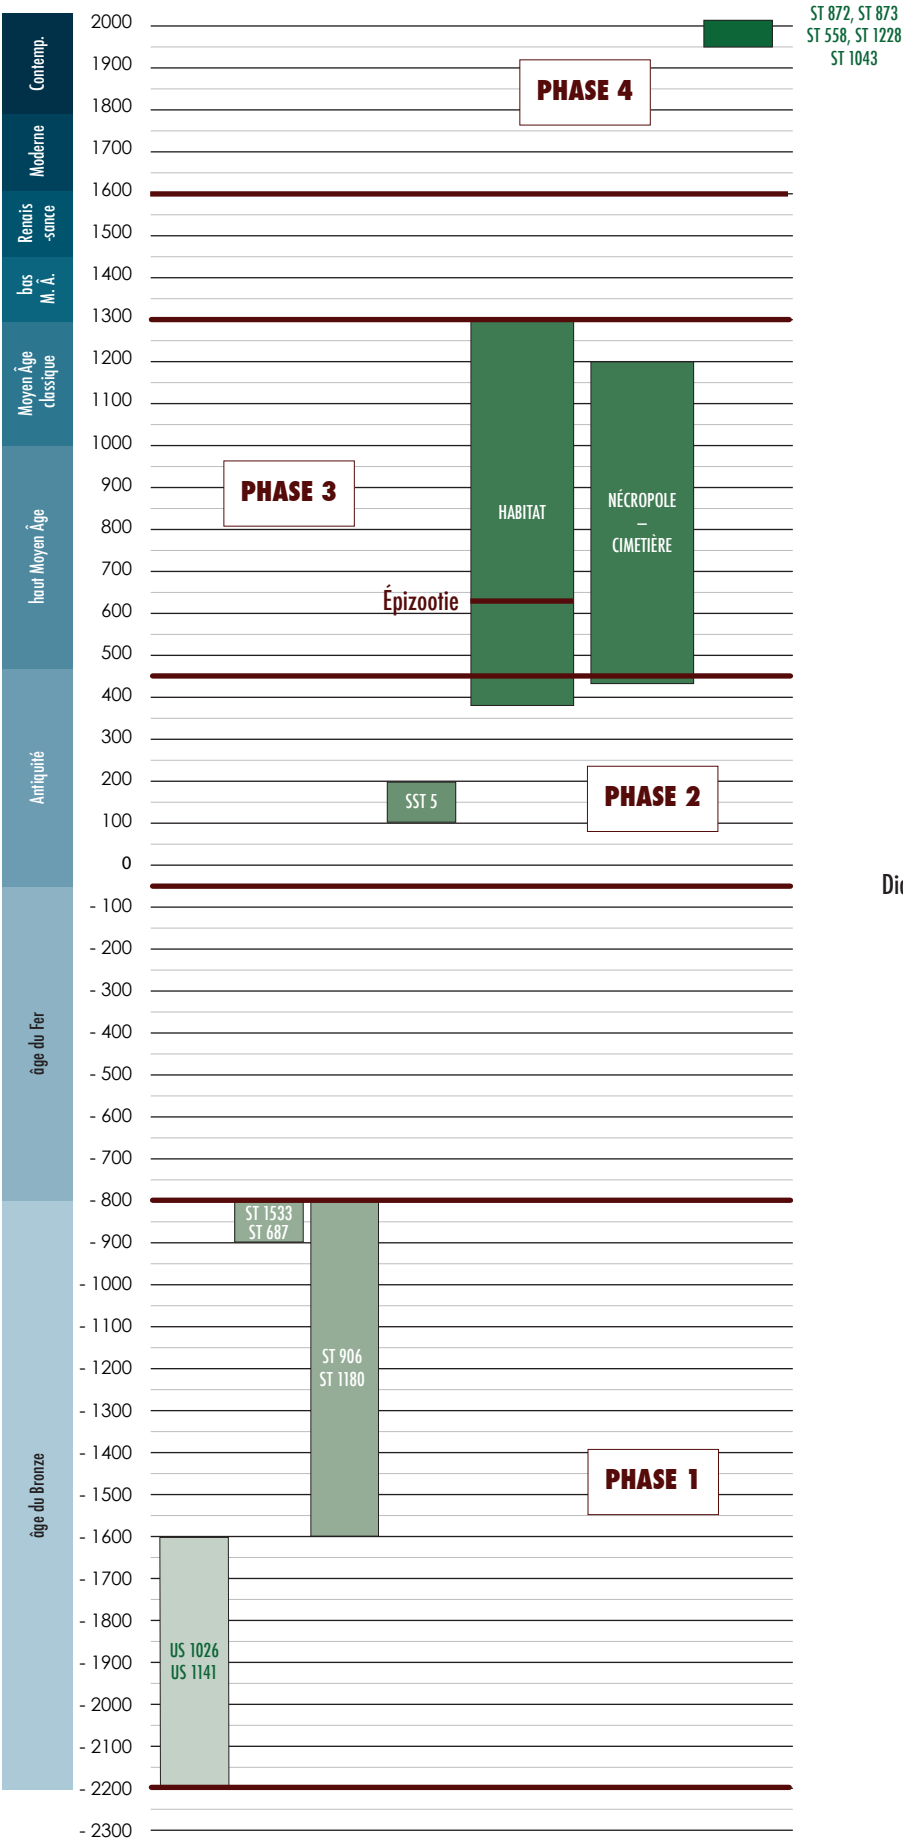 ST 872, ST 873
ST 558, ST 1228
ST 1043
Contemp.
Moderne
Renais
-sance
bas
M. Â.
Moyen Âge
classique
haut Moyen Âge
Antiquité
âge du Fer
âge du Bronze
2000
1900
1800
1700
1600
1500
1400
1300
1200
1100
1000
900
800
700
600
500
400
300
200
100
0
- 100
- 200
- 300
- 400
- 500
- 600
- 700
- 800
- 900
- 1000
- 1100
- 1200
- 1300
- 1400
- 1500
- 1600
- 1700
- 1800
- 1900
- 2000
- 2100
- 2200
- 2300
PHASE 4
PHASE 3
HABITAT
NÉCROPOLE
–
CIMETIÈRE
Épizootie
SST 5
PHASE 2
ST 1533
ST 687
ST 906
ST 1180
PHASE 1
US 1026
US 1141